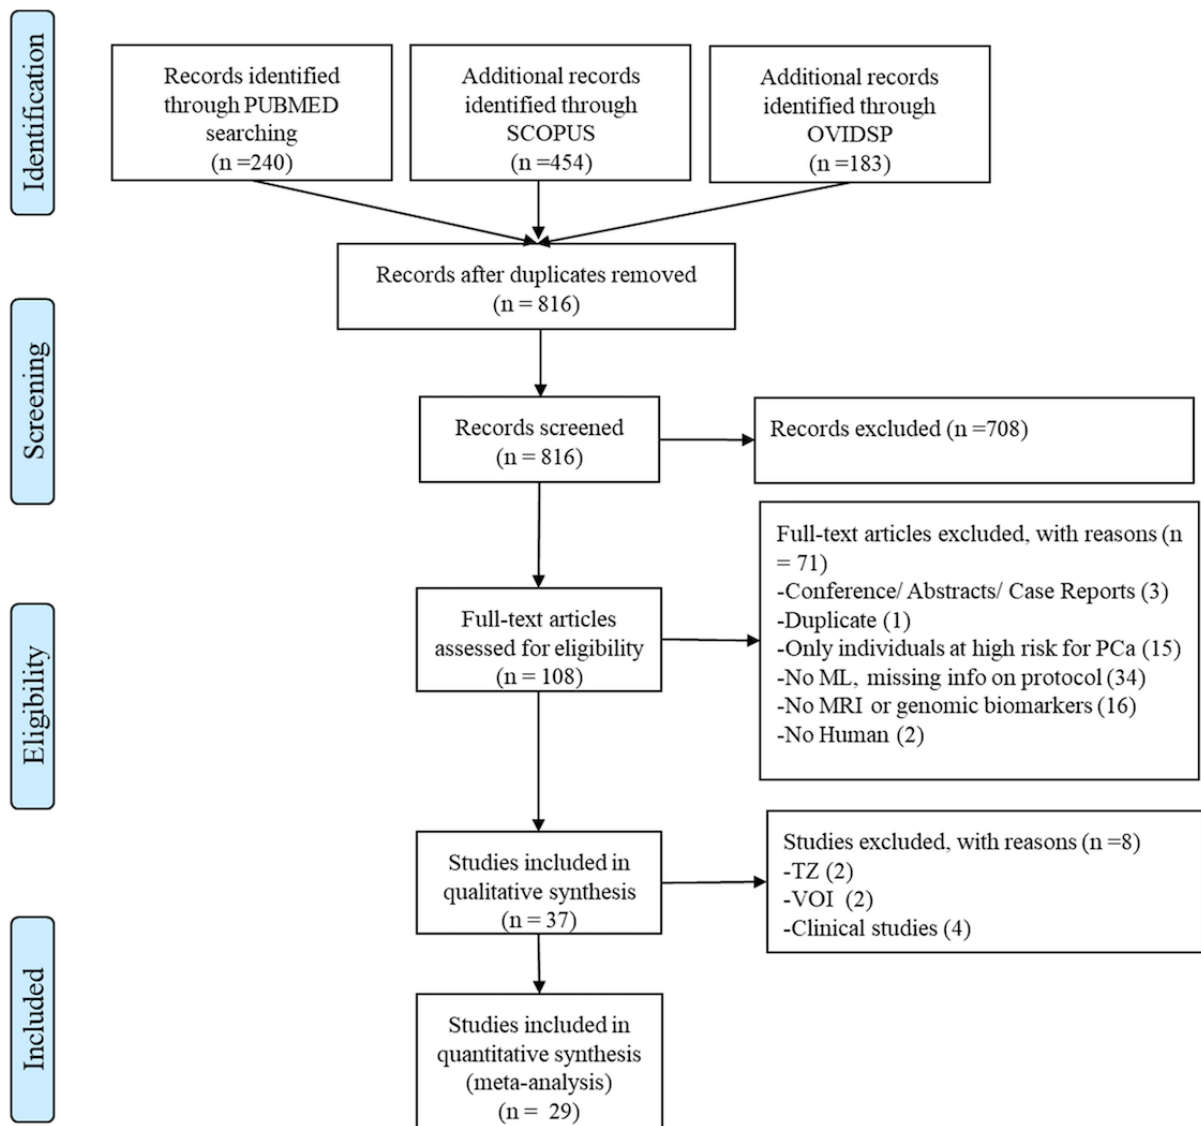 Identification
Records identified
through PUBMED
searching
(n =240)
Additional records
identified through
SCOPUS
(n =454)
Additional records
identified through
OVIDSP
(n =183)
Records after duplicates removed
(n = 816)
Screening
Records screened
(n = 816)
Records excluded (n =708)
Eligibility
Full-text articles
assessed for eligibility
(n = 108)
Full-text articles excluded, with reasons (n
= 71)
-Conference/ Abstracts/ Case Reports (3)
-Duplicate (1)
-Only individuals at high risk for PCa (15)
-No ML, missing info on protocol (34)
-No MRI or genomic biomarkers (16)
-No Human (2)
Studies included in
qualitative synthesis
(n = 37)
Studies excluded, with reasons (n =8)
-TZ (2)
-VOI (2)
-Clinical studies (4)
Included
Studies included in
quantitative synthesis
(meta-analysis)
(n = 29)